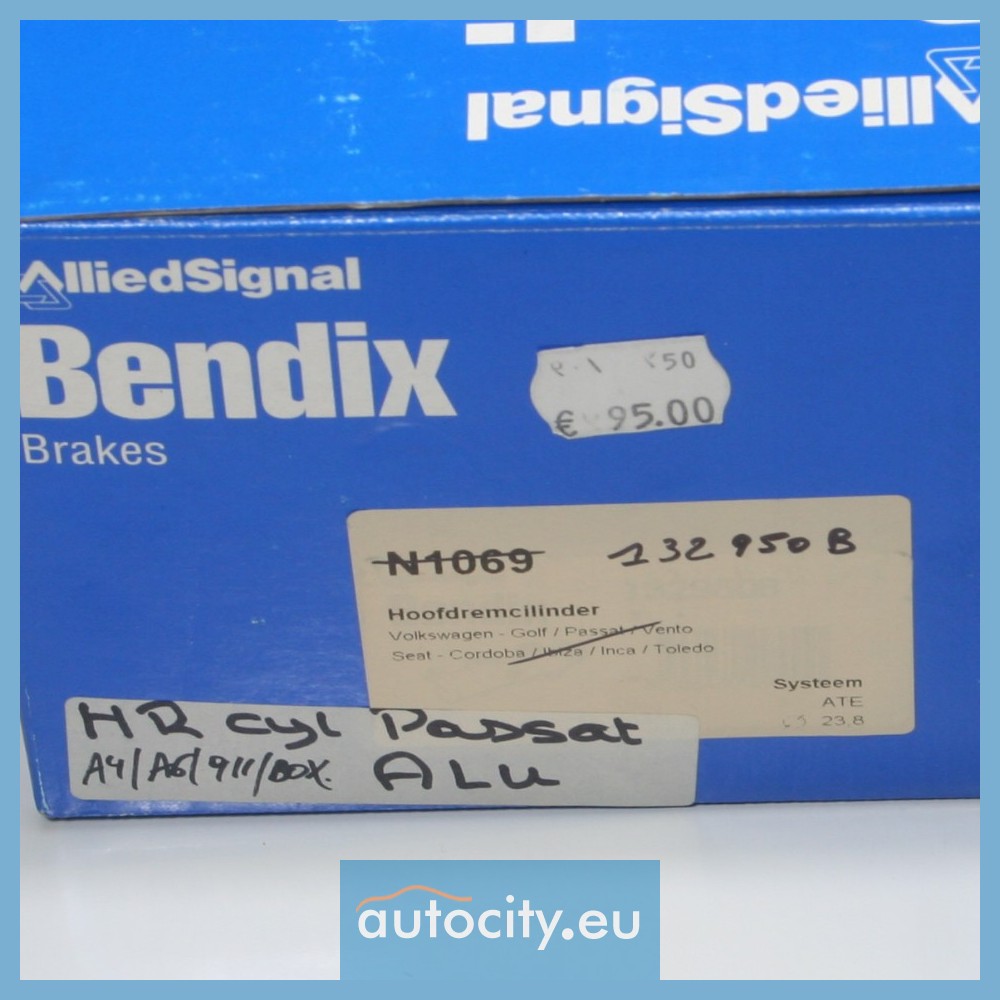 AlliedSignal
AlliedSignal
Bendix
Brakes
50
€ 95.00
N1069 132 950 B
Hoofdremcilinder
Volkswagen - Golf / Passat / Vento
Seat - Cordoba / Ibiza / Inca / Toledo
Systeem
ATE
23,8
HR cyl Passat
A4/A6/911/BOX. ALU
autocity.eu